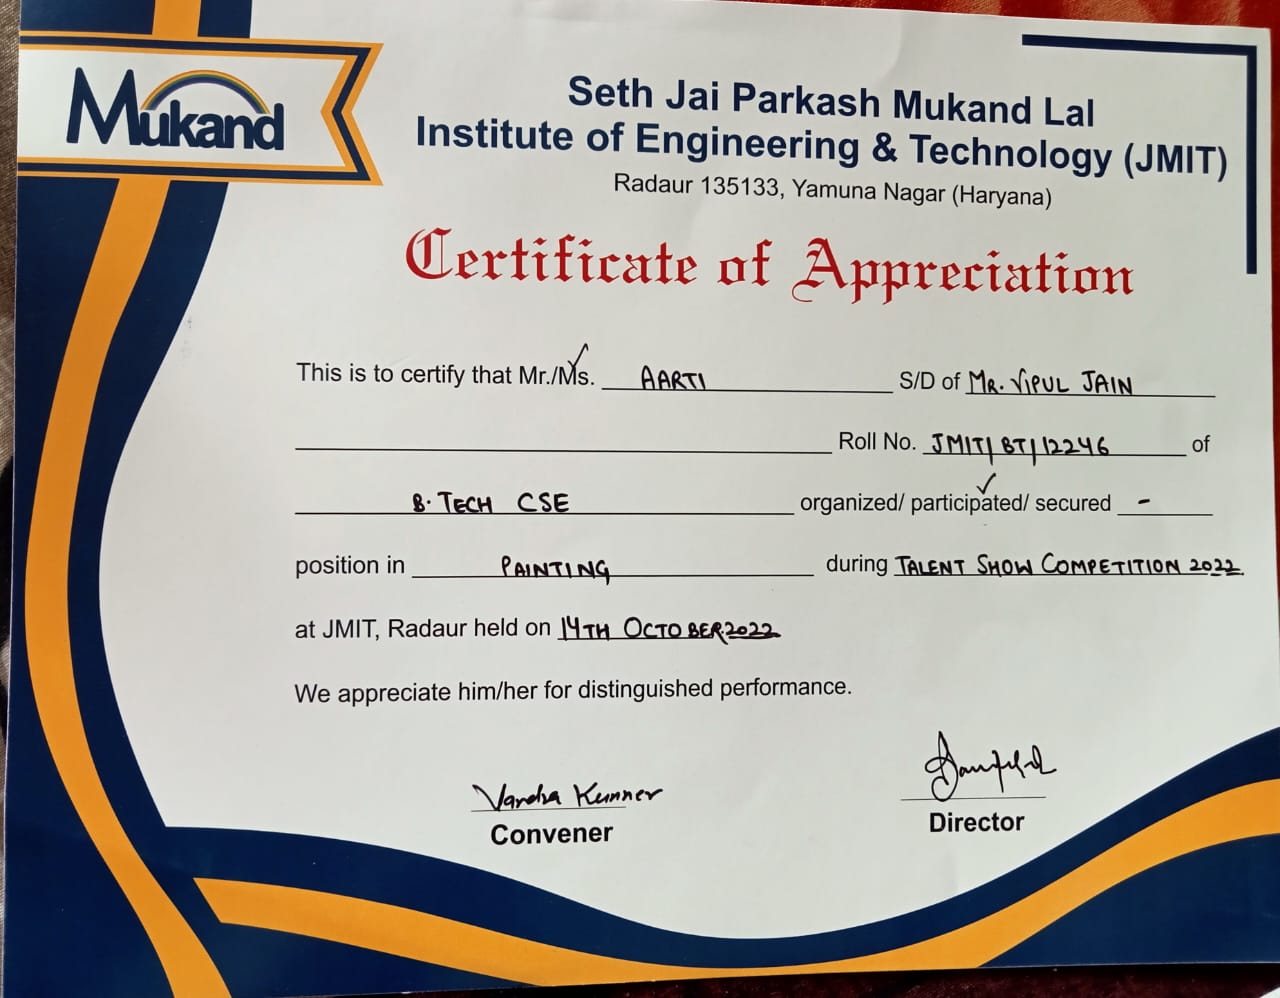 Mukand
Seth Jai Parkash Mukand Lal
Institute of Engineering & Technology (JMIT)
Radaur 135133, Yamuna Nagar (Haryana)
Certificate of Appreciation
This is to certify that Mr./Ms. AARTI S/D of MR. VIPUL JAIN
Roll No. JMIT/BT/12246 of
B. TECH CSE organized/ participated/ secured -
position in PAINTING during TALENT SHOW COMPETITION 2022
at JMIT, Radaur held on 14TH OCTOBER.2022
We appreciate him/her for distinguished performance.
Convener
Director